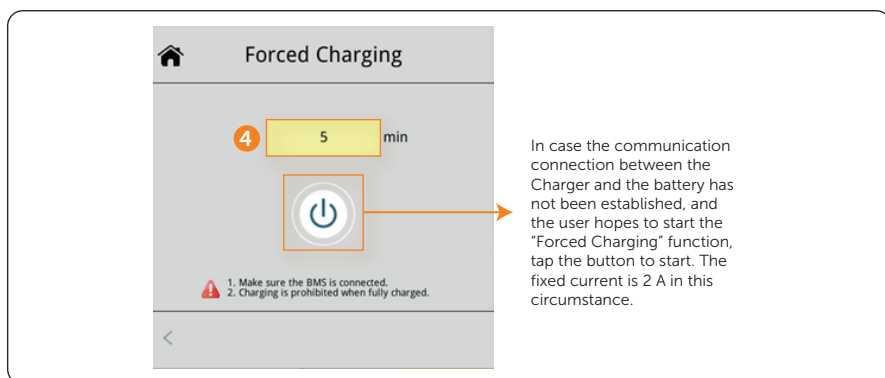 Forced Charging
4
5 min
1. Make sure the BMS is connected.
2. Charging is prohibited when fully charged.
<
In case the communication
connection between the
Charger and the battery has
not been established, and
the user hopes to start the
“Forced Charging” function,
tap the button to start. The
fixed current is 2 A in this
circumstance.